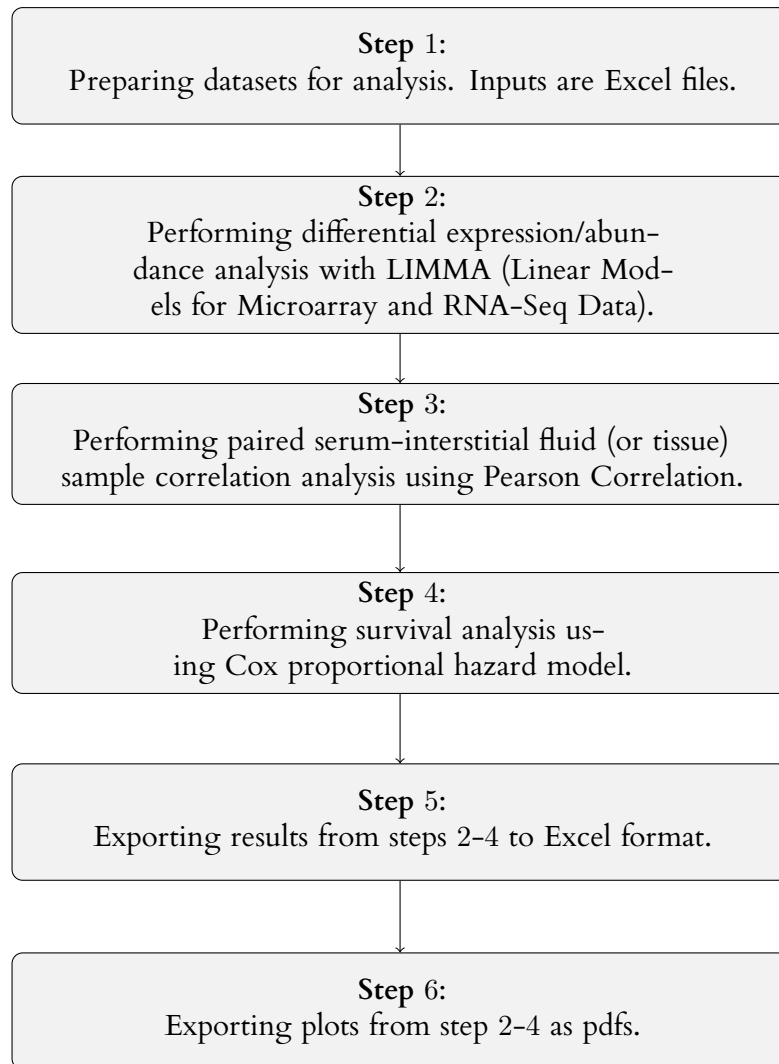 Step 1:
Preparing datasets for analysis. Inputs are Excel files.
Step 2:
Performing differential expression/abun-
dance analysis with LIMMA (Linear Mod-
els for Microarray and RNA-Seq Data).
Step 3:
Performing paired serum-interstitial fluid (or tissue)
sample correlation analysis using Pearson Correlation.
Step 4:
Performing survival analysis us-
ing Cox proportional hazard model.
Step 5:
Exporting results from steps 2-4 to Excel format.
Step 6:
Exporting plots from step 2-4 as pdfs.